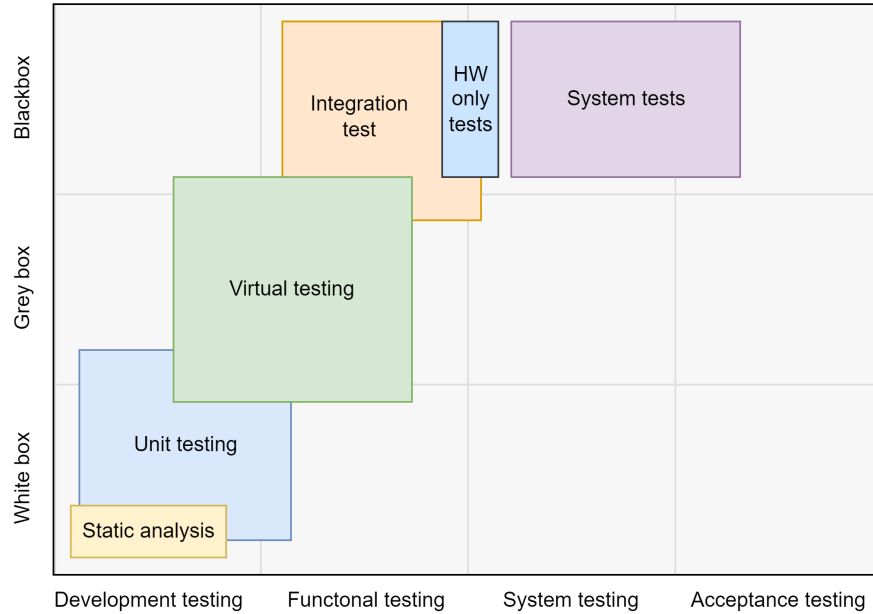 Blackbox
Grey box
White box
Integration
test
HW
only
tests
System tests
Virtual testing
Unit testing
Static analysis
Development testing
Functonal testing
System testing
Acceptance testing